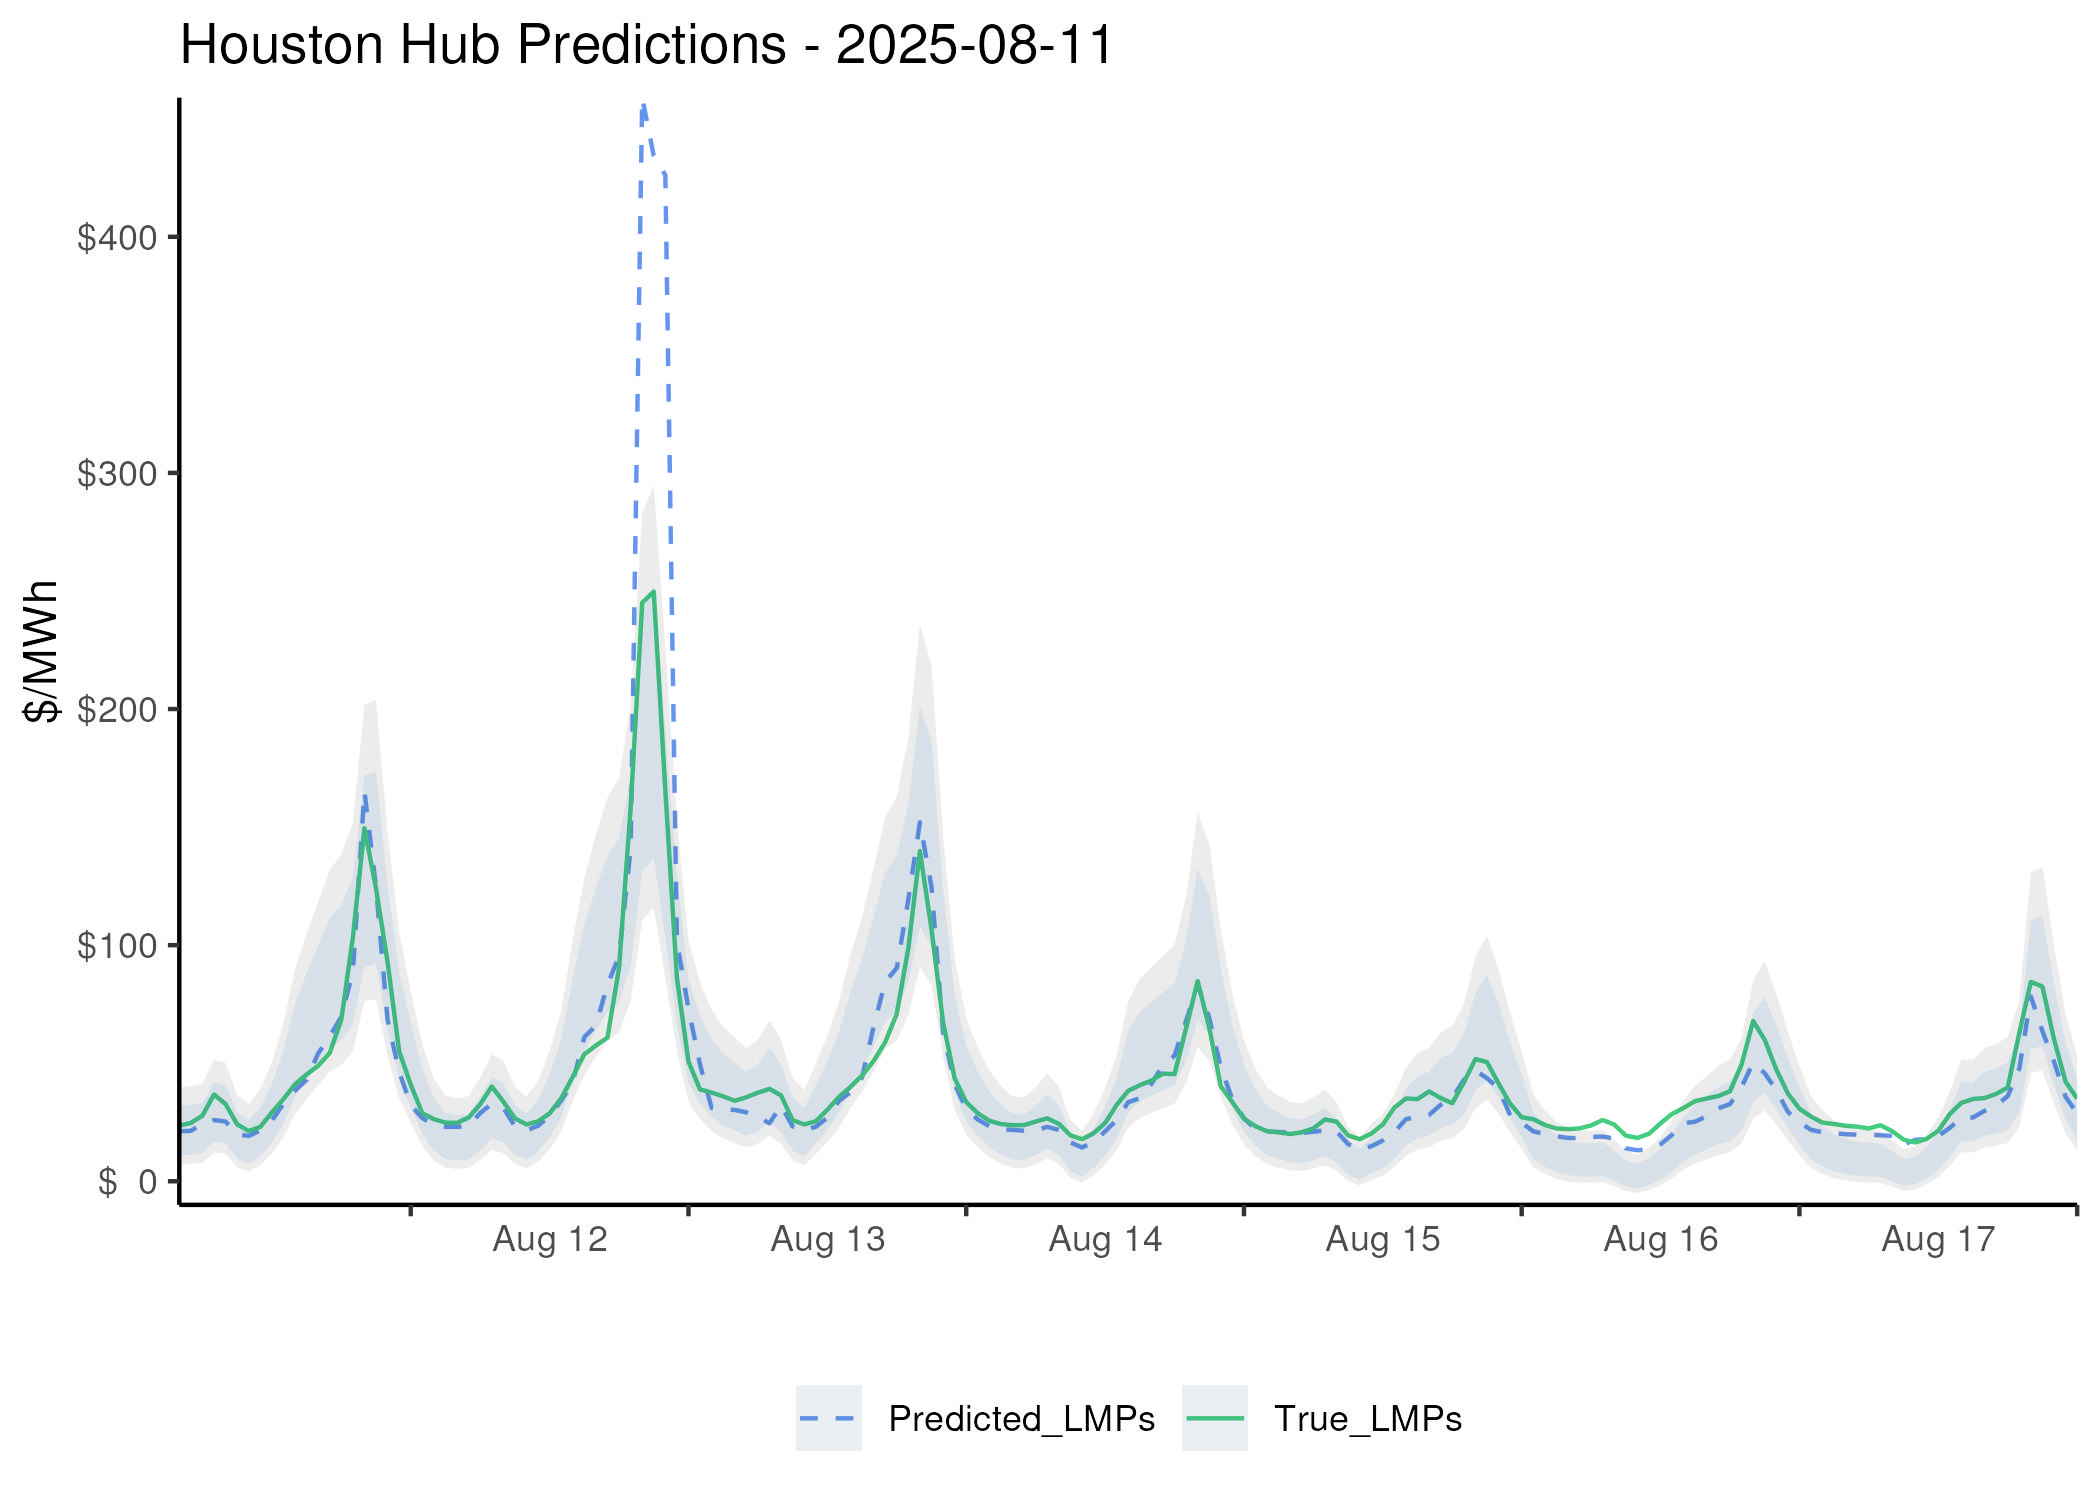 Houston Hub Predictions - 2025-08-11
$/MWh
$400
$300
$200
$100
$  0
Aug 12
Aug 13
Aug 14
Aug 15
Aug 16
Aug 17
Predicted_LMPs
True_LMPs